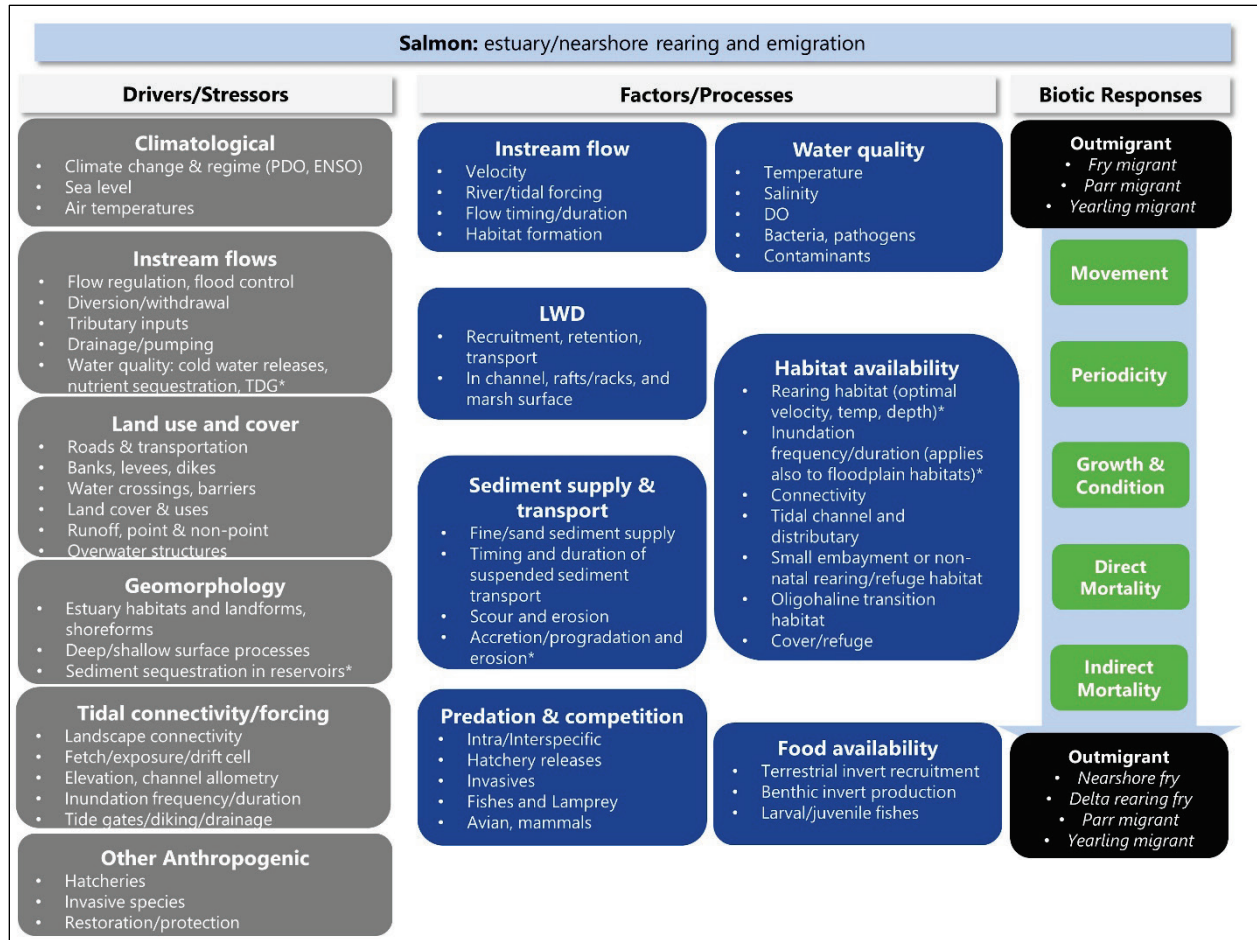 Salmon: estuary/nearshore rearing and emigration
Drivers/Stressors
Climatological
• Climate change & regime (PDO, ENSO)
• Sea level
• Air temperatures
Instream flows
• Flow regulation, flood control
• Diversion/withdrawal
• Tributary inputs
• Drainage/pumping
• Water quality: cold water releases,
nutrient sequestration, TDG*
Land use and cover
• Roads & transportation
• Banks, levees, dikes
• Water crossings, barriers
• Land cover & uses
• Runoff, point & non-point
• Overwater structures
Geomorphology
• Estuary habitats and landforms,
shoreforms
• Deep/shallow surface processes
• Sediment sequestration in reservoirs*
Tidal connectivity/forcing
• Landscape connectivity
• Fetch/exposure/drift cell
• Elevation, channel allometry
• Inundation frequency/duration
• Tide gates/diking/drainage
Other Anthropogenic
• Hatcheries
• Invasive species
• Restoration/protection
Factors/Processes
Instream flow
• Velocity
• River/tidal forcing
• Flow timing/duration
• Habitat formation
LWD
• Recruitment, retention,
transport
• In channel, rafts/racks, and
marsh surface
Sediment supply &
transport
• Fine/sand sediment supply
• Timing and duration of
suspended sediment
transport
• Scour and erosion
• Accretion/progradation and
erosion*
Predation & competition
• Intra/Interspecific
• Hatchery releases
• Invasives
• Fishes and Lamprey
• Avian, mammals
Water quality
• Temperature
• Salinity
• DO
• Bacteria, pathogens
• Contaminants
Habitat availability
• Rearing habitat (optimal
velocity, temp, depth)*
• Inundation
frequency/duration (applies
also to floodplain habitats)*
• Connectivity
• Tidal channel and
distributary
• Small embayment or non-
natal rearing/refuge habitat
• Oligohaline transition
habitat
• Cover/refuge
Food availability
• Terrestrial invert recruitment
• Benthic invert production
• Larval/juvenile fishes
Biotic Responses
Outmigrant
• Fry migrant
• Parr migrant
• Yearling migrant
Movement
Periodicity
Growth &
Condition
Direct
Mortality
Indirect
Mortality
Outmigrant
• Nearshore fry
• Delta rearing fry
• Parr migrant
• Yearling migrant